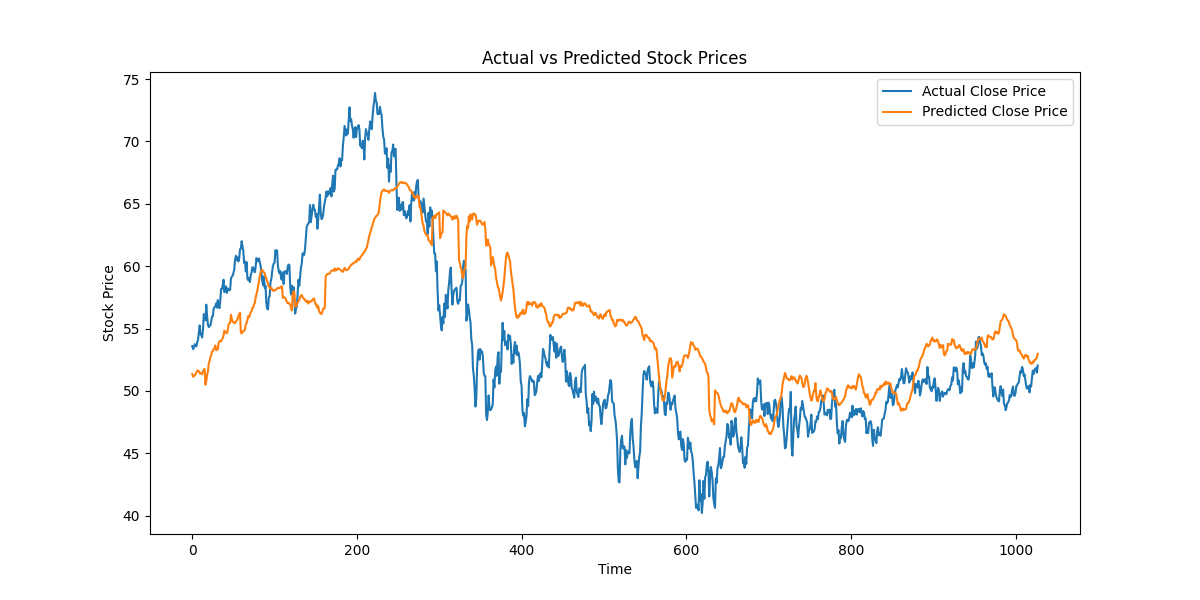 Actual vs Predicted Stock Prices
Actual Close Price
Predicted Close Price
75
70
65
60
55
50
45
40
Stock Price
0 200 400 600 800 1000
Time